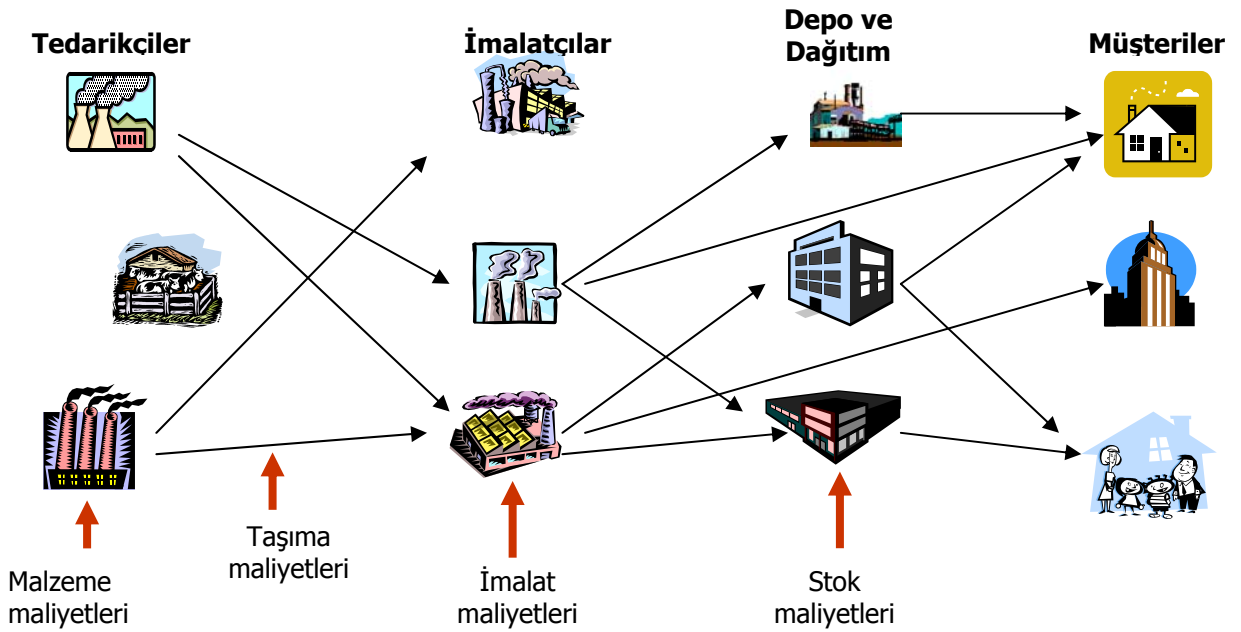 Tedarikçiler
İmalatçılar
Depo ve
Dağıtım
Müşteriler
Taşıma
maliyetleri
Malzeme
maliyetleri
İmalat
maliyetleri
Stok
maliyetleri